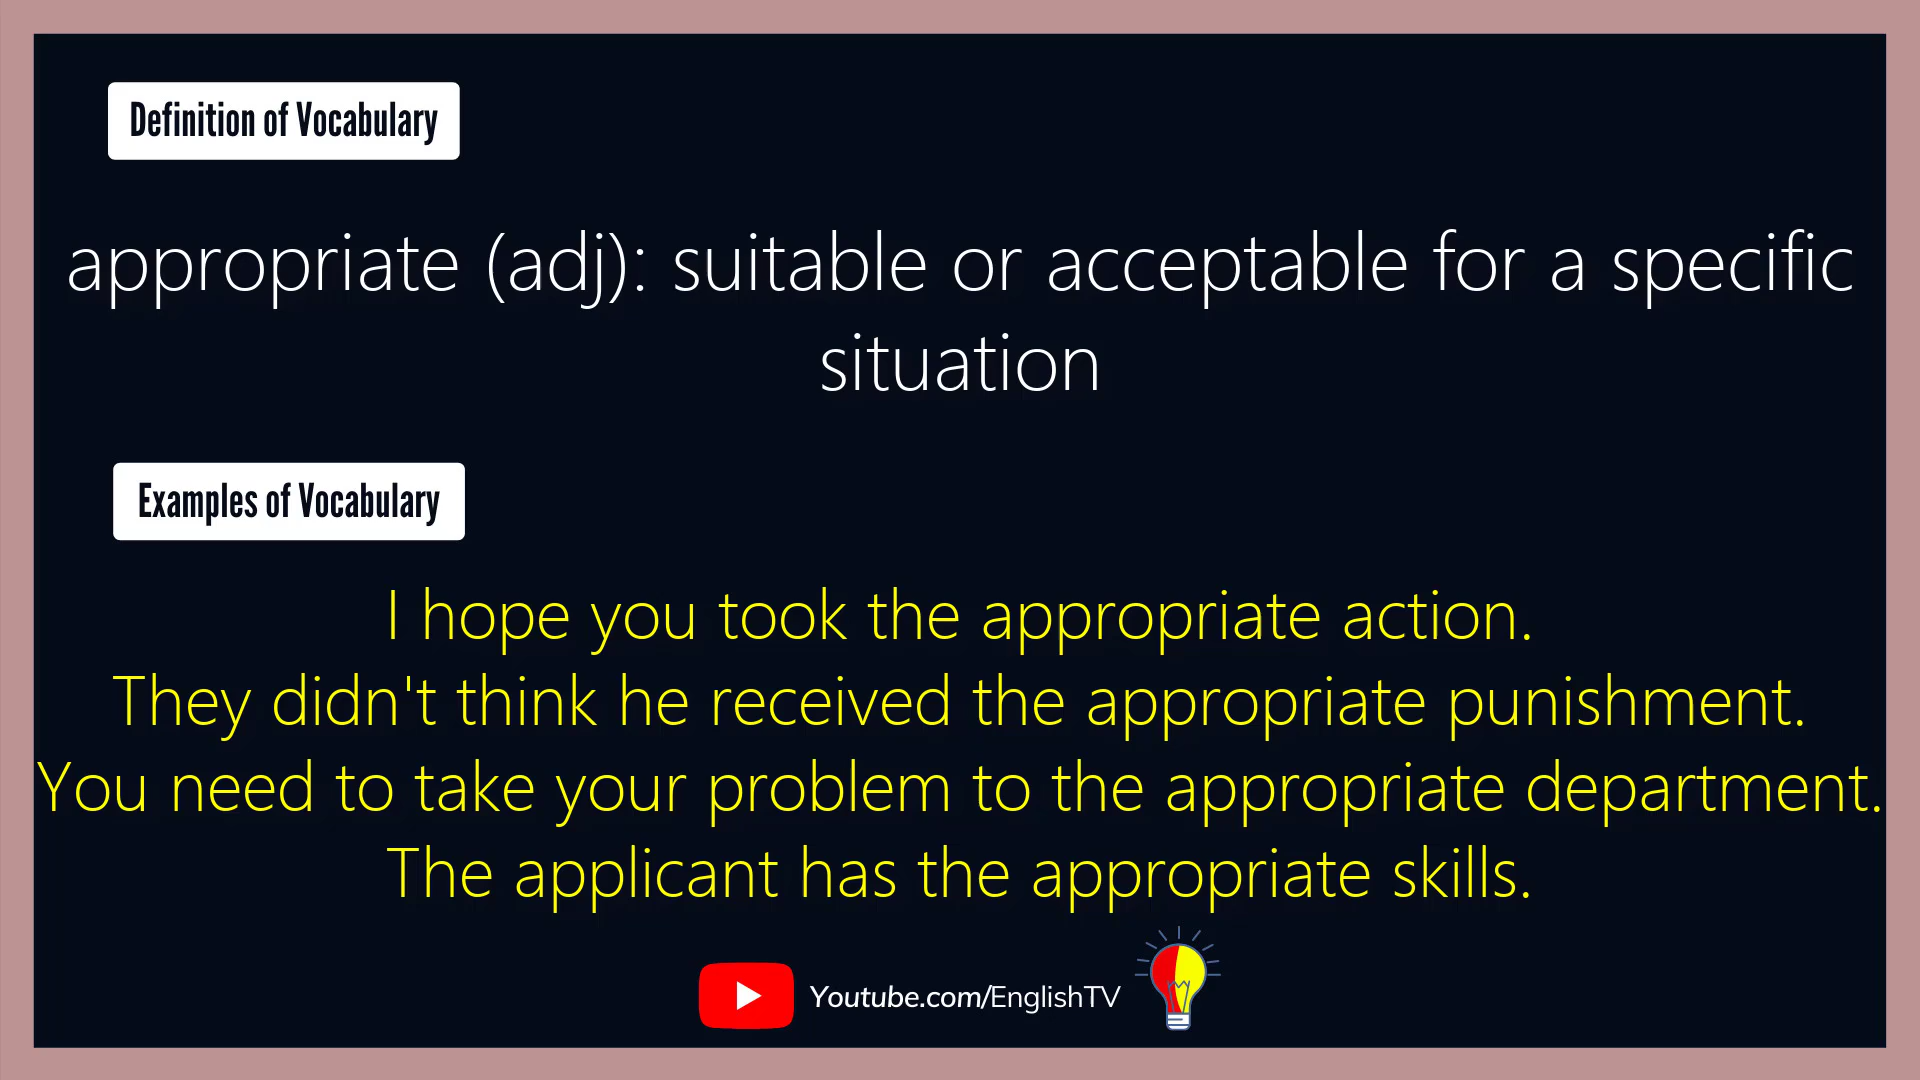 Definition of Vocabulary
appropriate (adj): suitable or acceptable for a specific
situation
Examples of Vocabulary
I hope you took the appropriate action.
They didn't think he received the appropriate punishment.
You need to take your problem to the appropriate department.
The applicant has the appropriate skills.
Youtube.com/EnglishTV